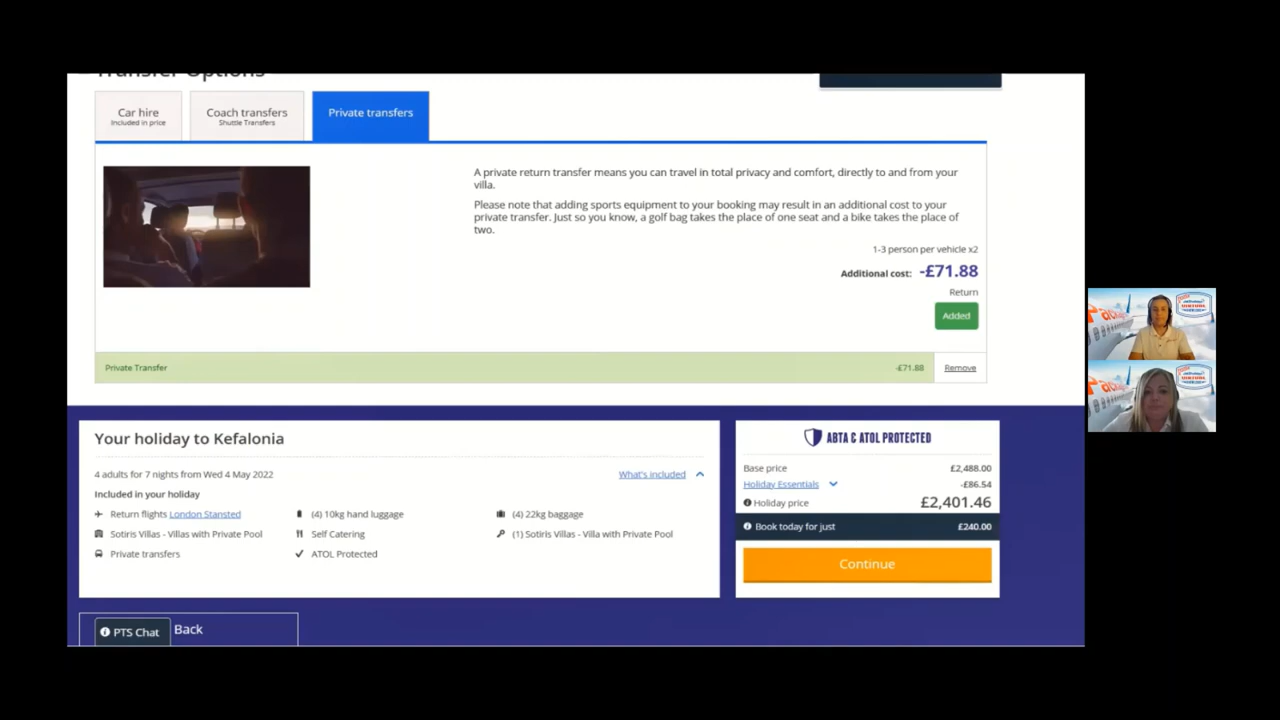 Transfer Options
Car hire
Included in price
Coach transfers
Shuttle Transfers
Private transfers
A private return transfer means you can travel in total privacy and comfort, directly to and from your
villa.
Please note that adding sports equipment to your booking may result in an additional cost to your
private transfer. Just so you know, a golf bag takes the place of one seat and a bike takes the place of
two.
1-3 person per vehicle x2
Additional cost: -£71.88
Return
Added
Private Transfer -£71.88 Remove
Your holiday to Kefalonia
4 adults for 7 nights from Wed 4 May 2022 What's included
Included in your holiday
Return flights London Stansted (4) 10kg hand luggage (4) 22kg baggage
Sotiris Villas - Villas with Private Pool Self Catering (1) Sotiris Villas - Villa with Private Pool
Private transfers ATOL Protected
ABTA & ATOL PROTECTED
Base price £2,488.00
Holiday Essentials -£86.54
Holiday price £2,401.46
Book today for just £240.00
Continue
PTS Chat Back